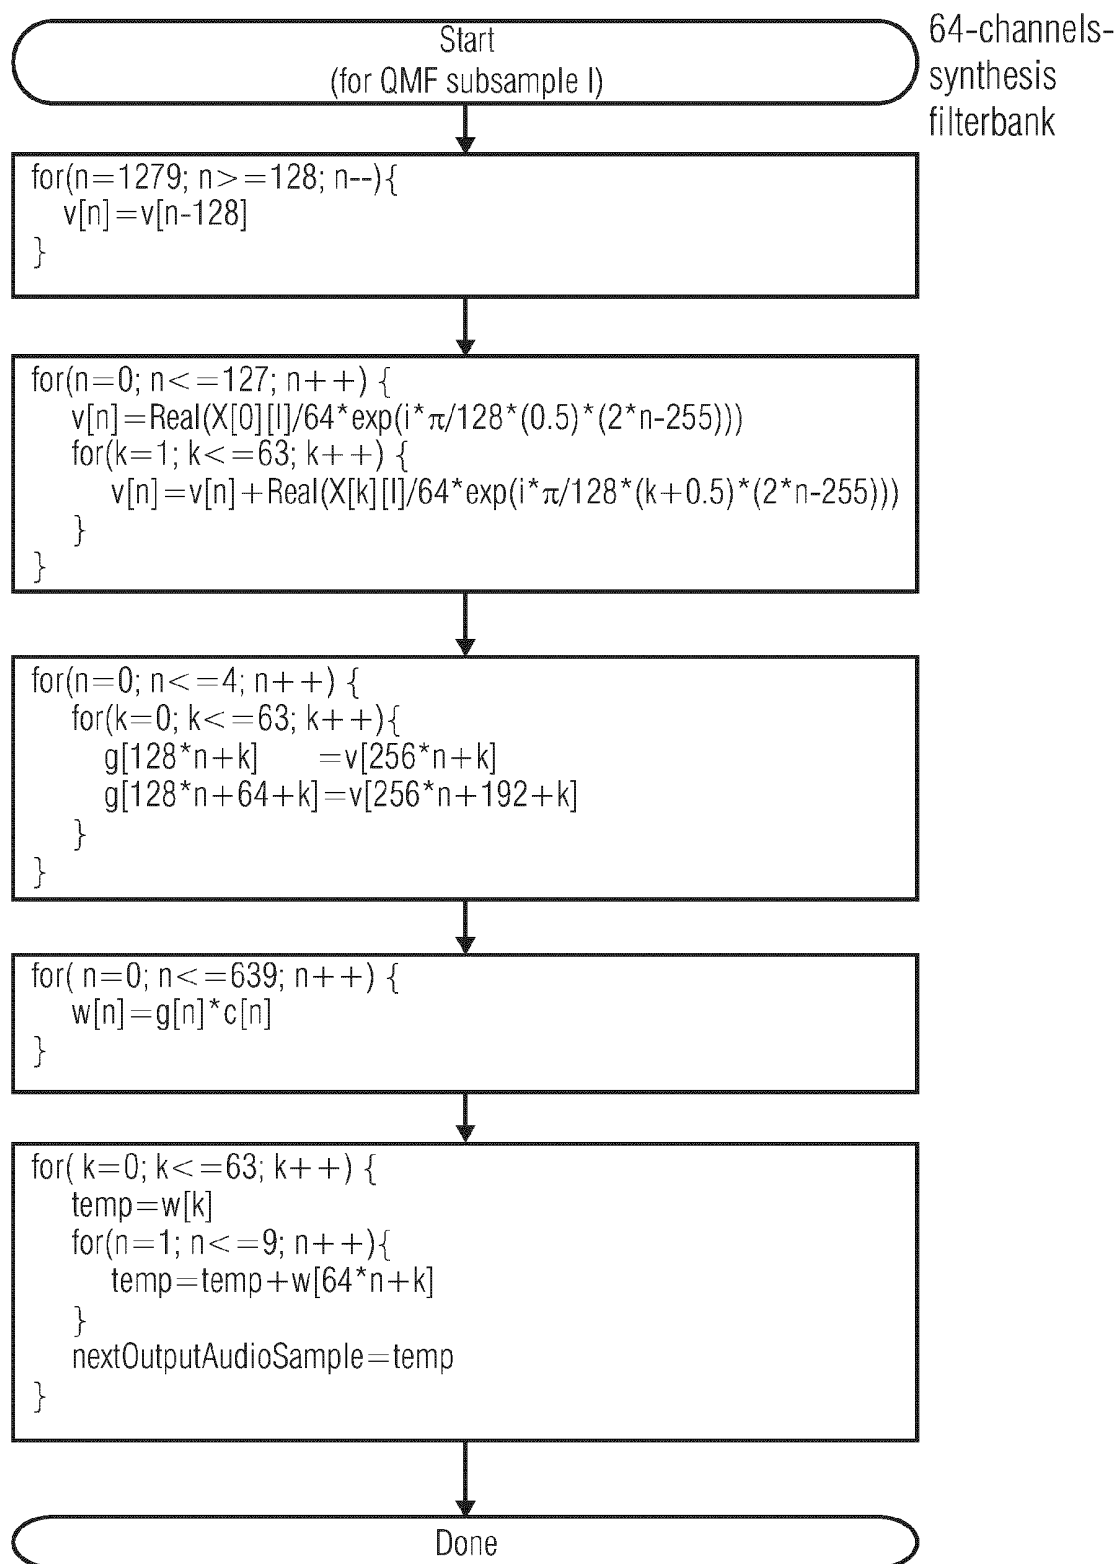 Start
(for QMF subsample l)
64-channels-
synthesis
filterbank
for(n=1279; n>=128; n--){
v[n]=v[n-128]
}
for(n=0; n<=127; n++) {
v[n]=Real(X[0][l]/64*exp(i*π/128*(0.5)*(2*n-255)))
for(k=1; k<=63; k++) {
v[n]=v[n]+Real(X[k][l]/64*exp(i*π/128*(k+0.5)*(2*n-255)))
}
}
for(n=0; n<=4; n++) {
for(k=0; k<=63; k++){
g[128*n+k] =v[256*n+k]
g[128*n+64+k]=v[256*n+192+k]
}
}
for( n=0; n<=639; n++) {
w[n]=g[n]*c[n]
}
for( k=0; k<=63; k++) {
temp=w[k]
for(n=1; n<=9; n++){
temp=temp+w[64*n+k]
}
nextOutputAudioSample=temp
}
Done